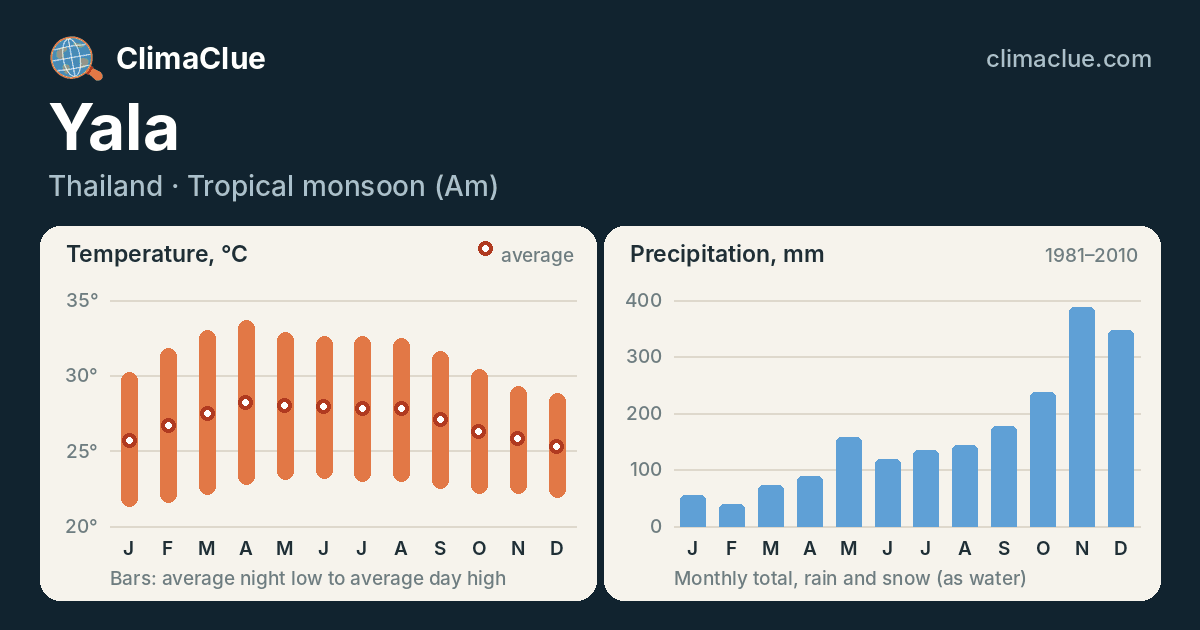 ClimaClue
climaclue.com
Yala
Thailand · Tropical monsoon (Am)
Temperature, °C
average
35°
30°
25°
20°
J F M A M J J A S O N D
Bars: average night low to average day high
Precipitation, mm
1981–2010
400
300
200
100
0
J F M A M J J A S O N D
Monthly total, rain and snow (as water)